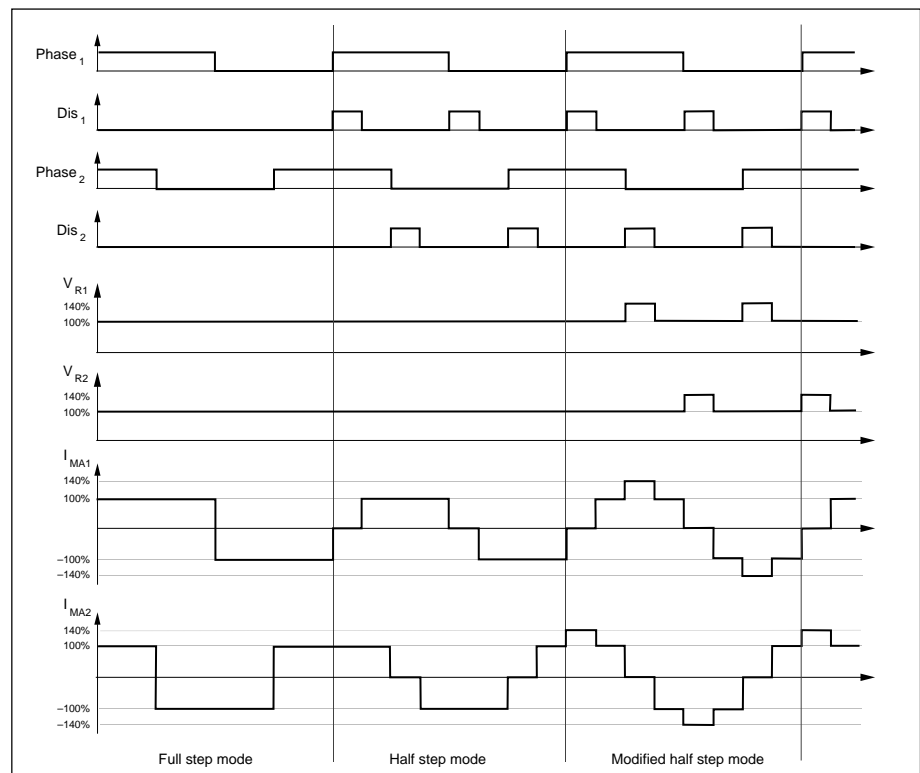 Phase 1
Dis 1
Phase 2
Dis 2
V R1
140%
100%
V R2
140%
100%
I MA1
140%
100%
–100%
–140%
I MA2
140%
100%
–100%
–140%
Full step mode Half step mode Modified half step mode